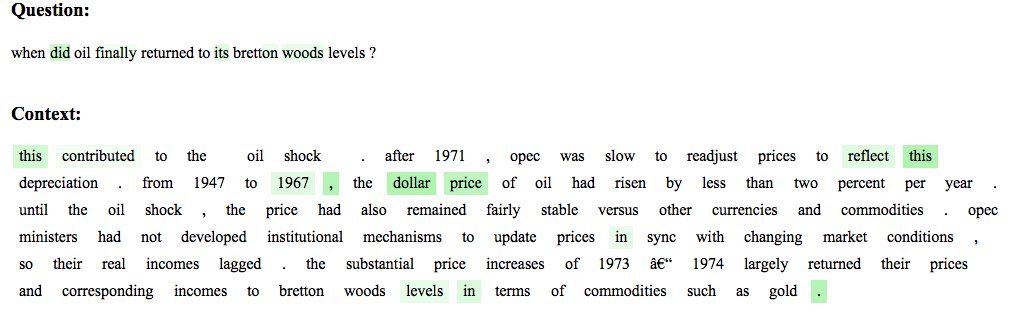 Question:
when did oil finally returned to its bretton woods levels ?
Context:
this contributed to the oil shock . after 1971 , opec was slow to readjust prices to reflect this
depreciation . from 1947 to 1967 , the dollar price of oil had risen by less than two percent per year .
until the oil shock , the price had also remained fairly stable versus other currencies and commodities . opec
ministers had not developed institutional mechanisms to update prices in sync with changing market conditions ,
so their real incomes lagged . the substantial price increases of 1973 â€“ 1974 largely returned their prices
and corresponding incomes to bretton woods levels in terms of commodities such as gold .